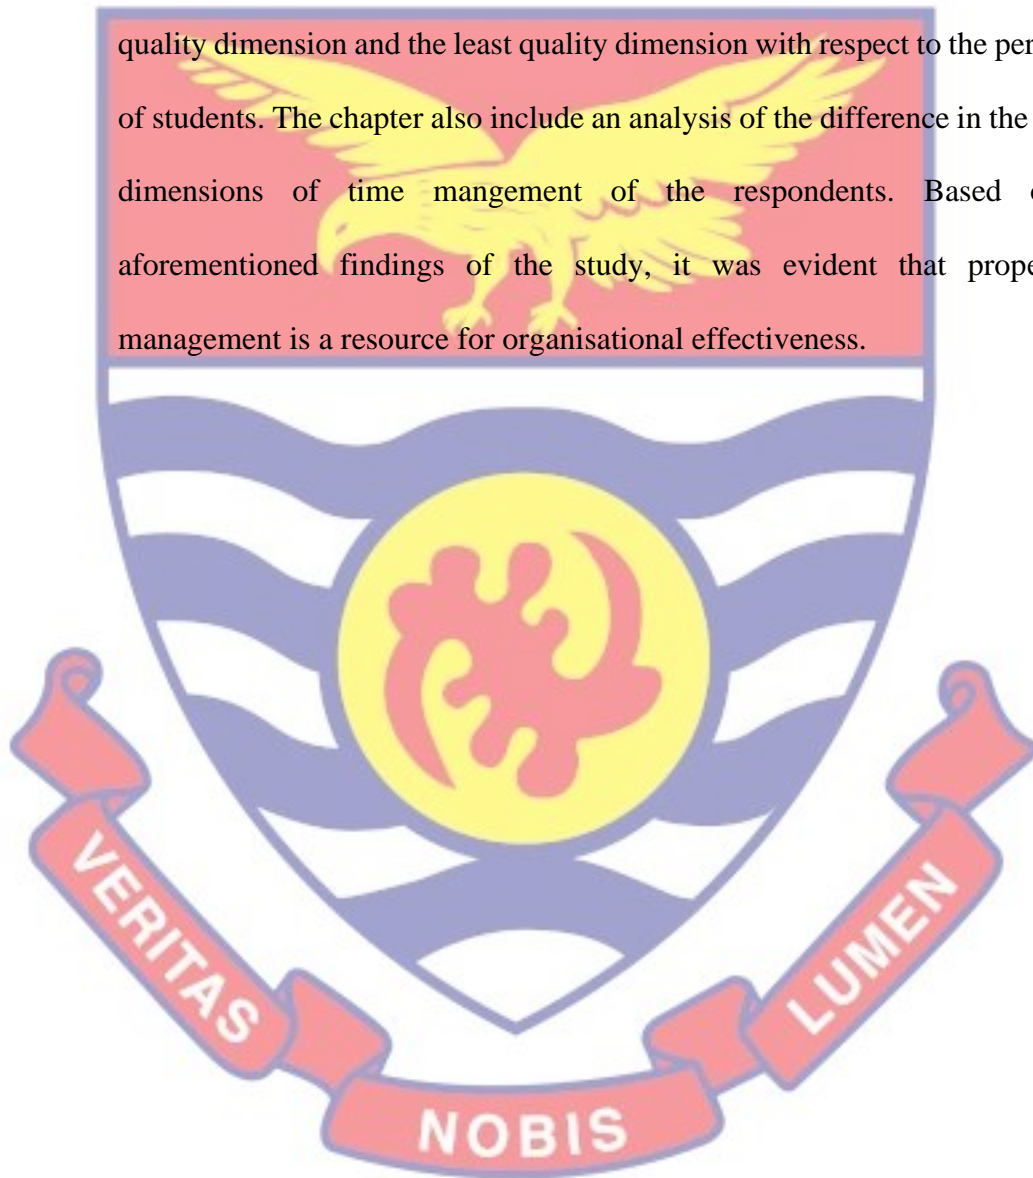 quality dimension and the least quality dimension with respect to the per
of students. The chapter also include an analysis of the difference in the
dimensions of time mangement of the respondents. Based
aforementioned findings of the study, it was evident that prope
management is a resource for organisational effectiveness.
VERITAS
NOBIS
LUMEN